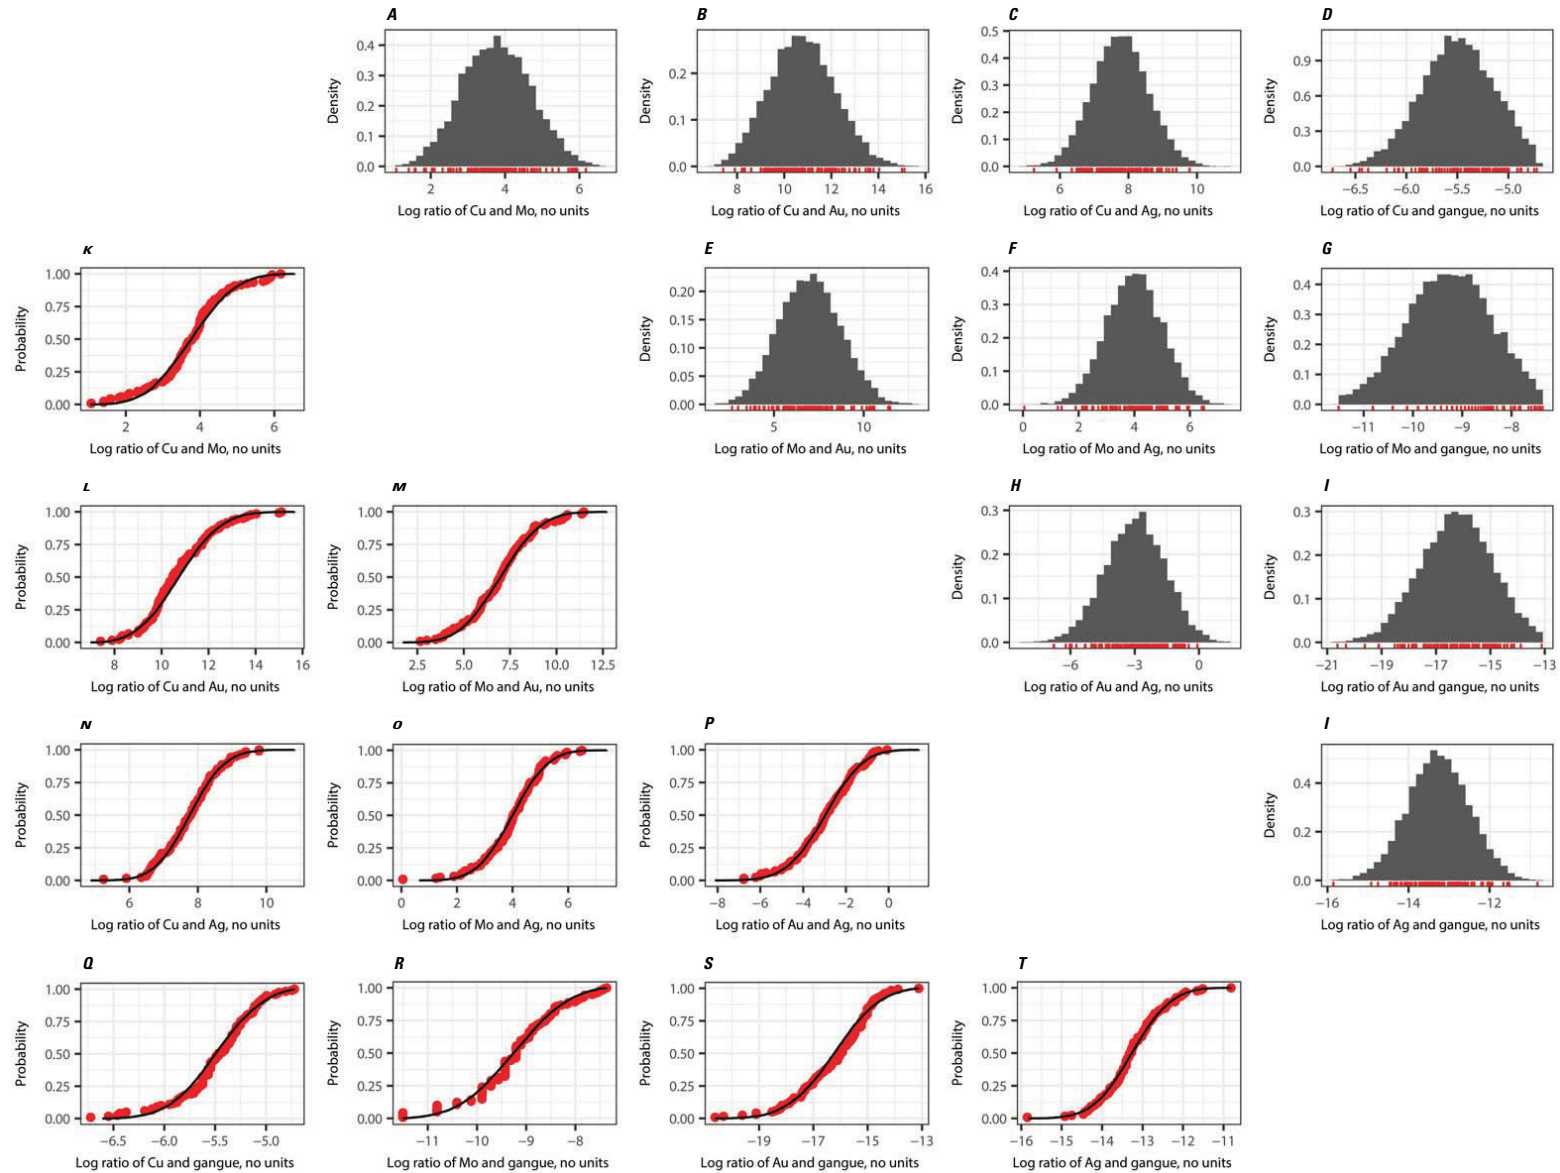 A
B
C
D
Density
0.4
0.3
0.2
0.1
0.0
2
4
6
Log ratio of Cu and Mo, no units
Density
0.2
0.1
0.0
8
10
12
14
16
Log ratio of Cu and Au, no units
Density
0.5
0.4
0.3
0.2
0.1
0.0
6
8
10
Log ratio of Cu and Ag, no units
Density
0.9
0.6
0.3
0.0
−6.5
−6.0
−5.5
−5.0
Log ratio of Cu and gangue, no units
K
E
F
G
Probability
1.00
0.75
0.50
0.25
0.00
2
4
6
Log ratio of Cu and Mo, no units
Density
0.20
0.15
0.10
0.05
0.00
5
10
Log ratio of Mo and Au, no units
Density
0.4
0.3
0.2
0.1
0.0
0
2
4
6
Log ratio of Mo and Ag, no units
Density
0.4
0.3
0.2
0.1
0.0
−11
−10
−9
−8
Log ratio of Mo and gangue, no units
L
M
H
I
Probability
1.00
0.75
0.50
0.25
0.00
8
10
12
14
16
Log ratio of Cu and Au, no units
Probability
1.00
0.75
0.50
0.25
0.00
2.5
5.0
7.5
10.0
12.5
Log ratio of Mo and Au, no units
Density
0.3
0.2
0.1
0.0
−6
−3
0
Log ratio of Au and Ag, no units
Density
0.3
0.2
0.1
0.0
−21
−19
−17
−15
−13
Log ratio of Au and gangue, no units
N
O
P
I
Probability
1.00
0.75
0.50
0.25
0.00
6
8
10
Log ratio of Cu and Ag, no units
Probability
1.00
0.75
0.50
0.25
0.00
0
2
4
6
Log ratio of Mo and Ag, no units
Probability
1.00
0.75
0.50
0.25
0.00
−8
−6
−4
−2
0
Log ratio of Au and Ag, no units
Density
0.4
0.2
0.0
−16
−14
−12
Log ratio of Ag and gangue, no units
Q
R
S
T
Probability
1.00
0.75
0.50
0.25
0.00
−6.5
−6.0
−5.5
−5.0
Log ratio of Cu and gangue, no units
Probability
1.00
0.75
0.50
0.25
0.00
−11
−10
−9
−8
Log ratio of Mo and gangue, no units
Probability
1.00
0.75
0.50
0.25
0.00
−19
−17
−15
−13
Log ratio of Au and gangue, no units
Probability
1.00
0.75
0.50
0.25
0.00
−16
−15
−14
−13
−12
−11
Log ratio of Ag and gangue, no units